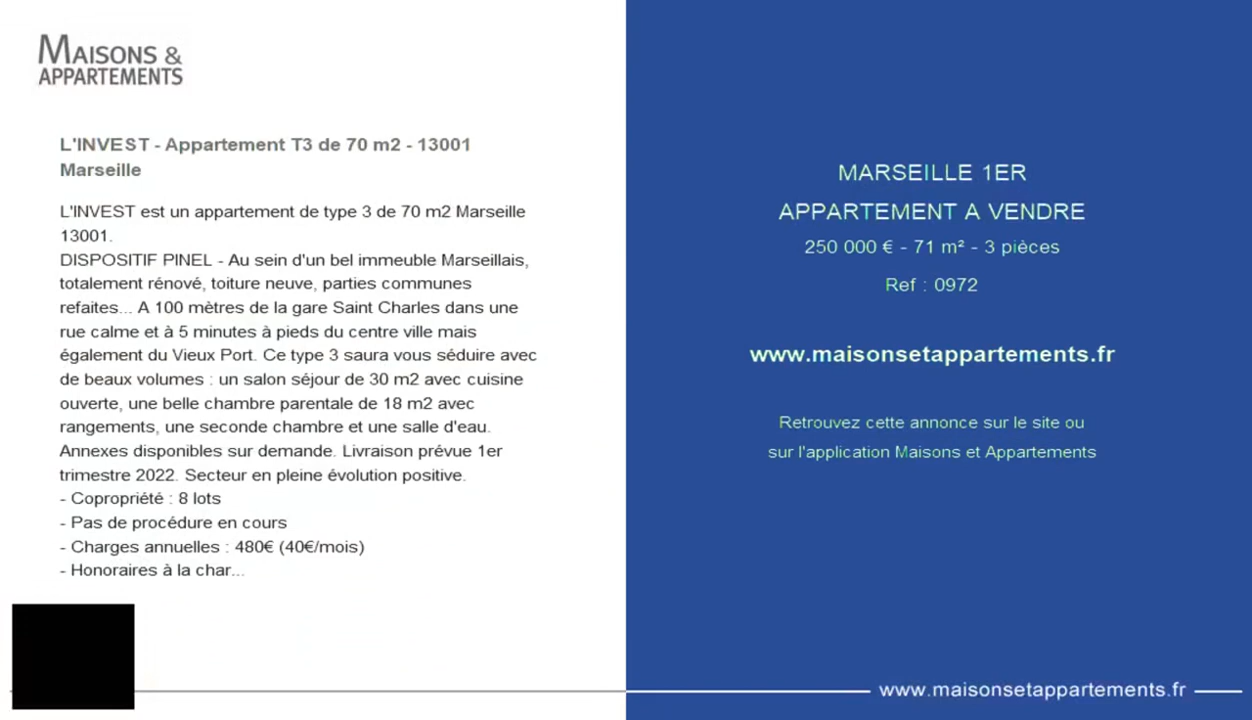 MAISONS &
APPARTEMENTS
L'INVEST - Appartement T3 de 70 m2 - 13001
Marseille
L'INVEST est un appartement de type 3 de 70 m2 Marseille
13001.
DISPOSITIF PINEL - Au sein d'un bel immeuble Marseillais,
totalement rénové, toiture neuve, parties communes
refaites... A 100 mètres de la gare Saint Charles dans une
rue calme et à 5 minutes à pieds du centre ville mais
également du Vieux Port. Ce type 3 saura vous séduire avec
de beaux volumes : un salon séjour de 30 m2 avec cuisine
ouverte, une belle chambre parentale de 18 m2 avec
rangements, une seconde chambre et une salle d'eau.
Annexes disponibles sur demande. Livraison prévue 1er
trimestre 2022. Secteur en pleine évolution positive.
- Copropriété : 8 lots
- Pas de procédure en cours
- Charges annuelles : 480€ (40€/mois)
- Honoraires à la char...
MARSEILLE 1ER
APPARTEMENT A VENDRE
250 000 € - 71 m² - 3 pièces
Ref : 0972
www.maisonsetappartements.fr
Retrouvez cette annonce sur le site ou
sur l'application Maisons et Appartements
www.maisonsetappartements.fr